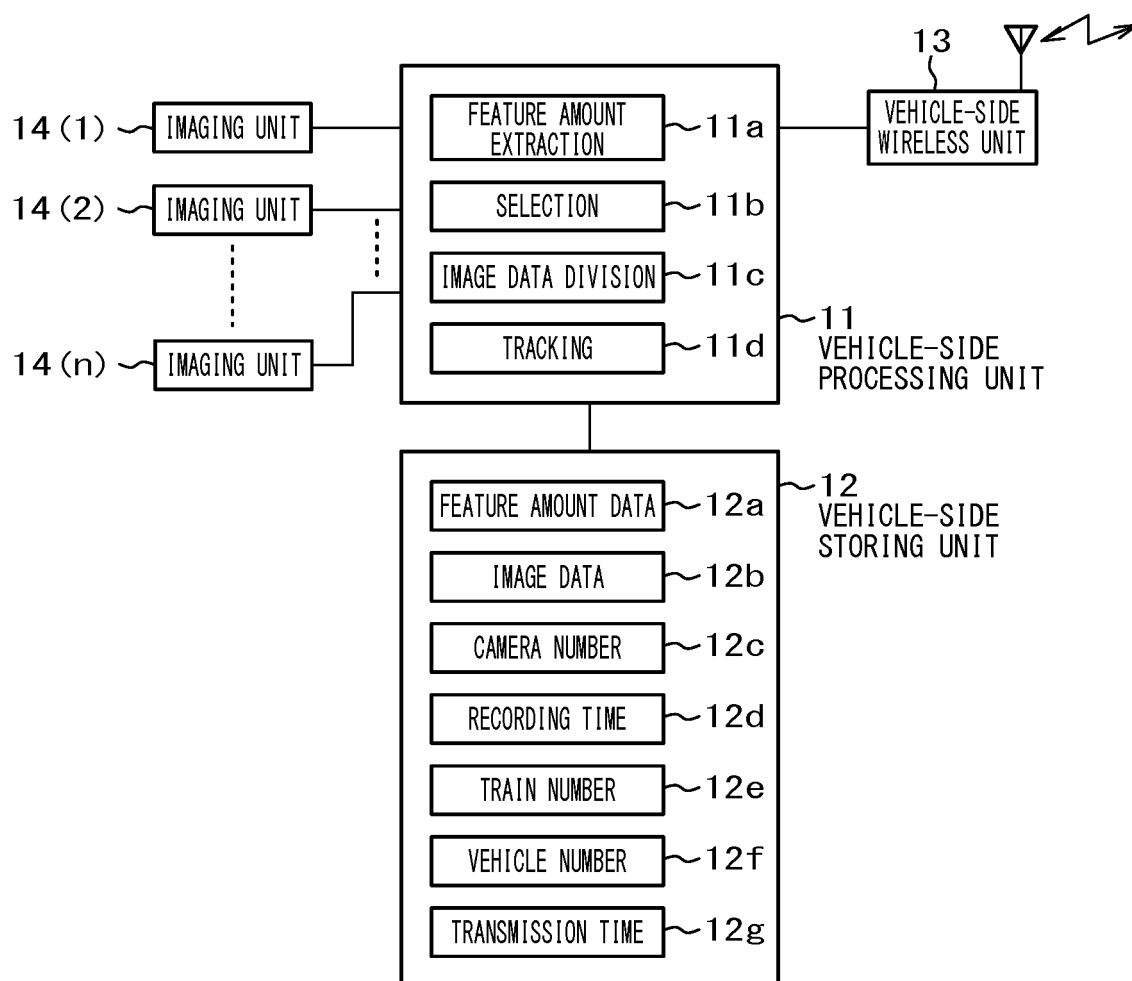 13
14(1)
IMAGING UNIT
FEATURE AMOUNT
EXTRACTION
11a
VEHICLE-SIDE
WIRELESS UNIT
14(2)
IMAGING UNIT
SELECTION
11b
IMAGE DATA DIVISION
11c
14(n)
IMAGING UNIT
TRACKING
11d
11
VEHICLE-SIDE
PROCESSING UNIT
FEATURE AMOUNT DATA
12a
12
VEHICLE-SIDE
STORING UNIT
IMAGE DATA
12b
CAMERA NUMBER
12c
RECORDING TIME
12d
TRAIN NUMBER
12e
VEHICLE NUMBER
12f
TRANSMISSION TIME
12g